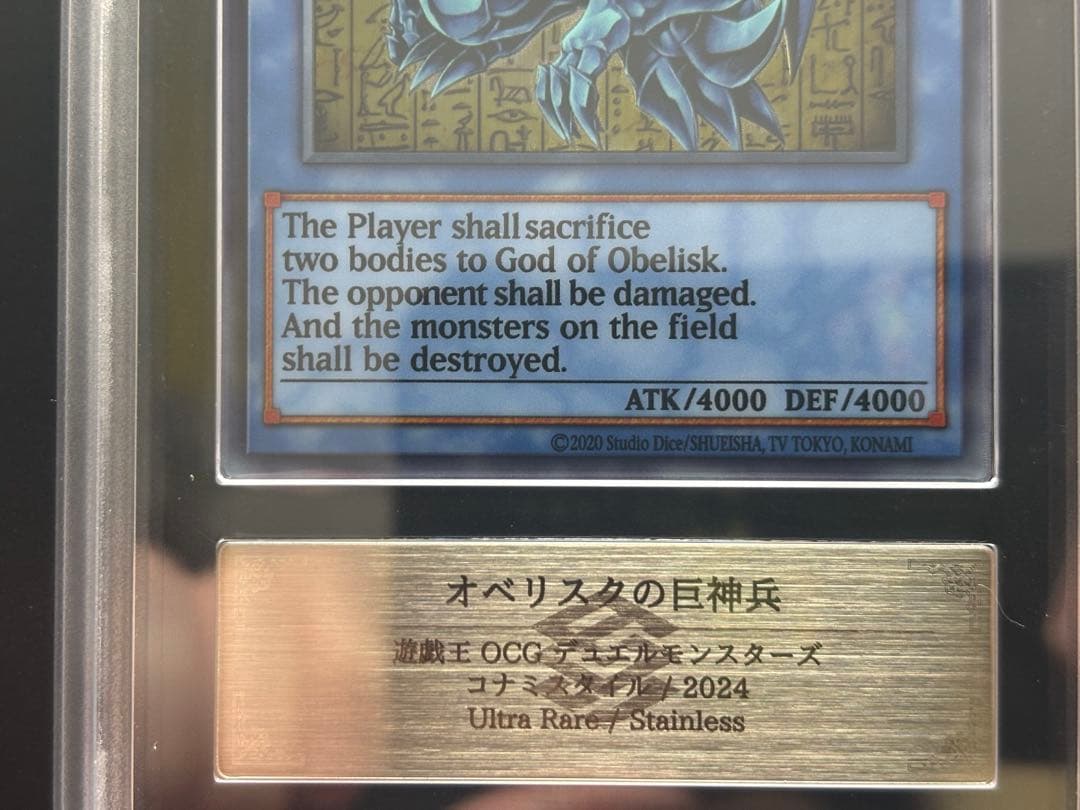 The Player shall sacrifice
two bodies to God of Obelisk.
The opponent shall be damaged.
And the monsters on the field
shall be destroyed.
ATK/4000 DEF/4000
©2020 Studio Dice/SHUEISHA, TV TOKYO, KONAMI
オベリスクの巨神兵
遊戯王 OCG デュエルモンスターズ
コナミスタイル / 2024
Ultra Rare / Stainless